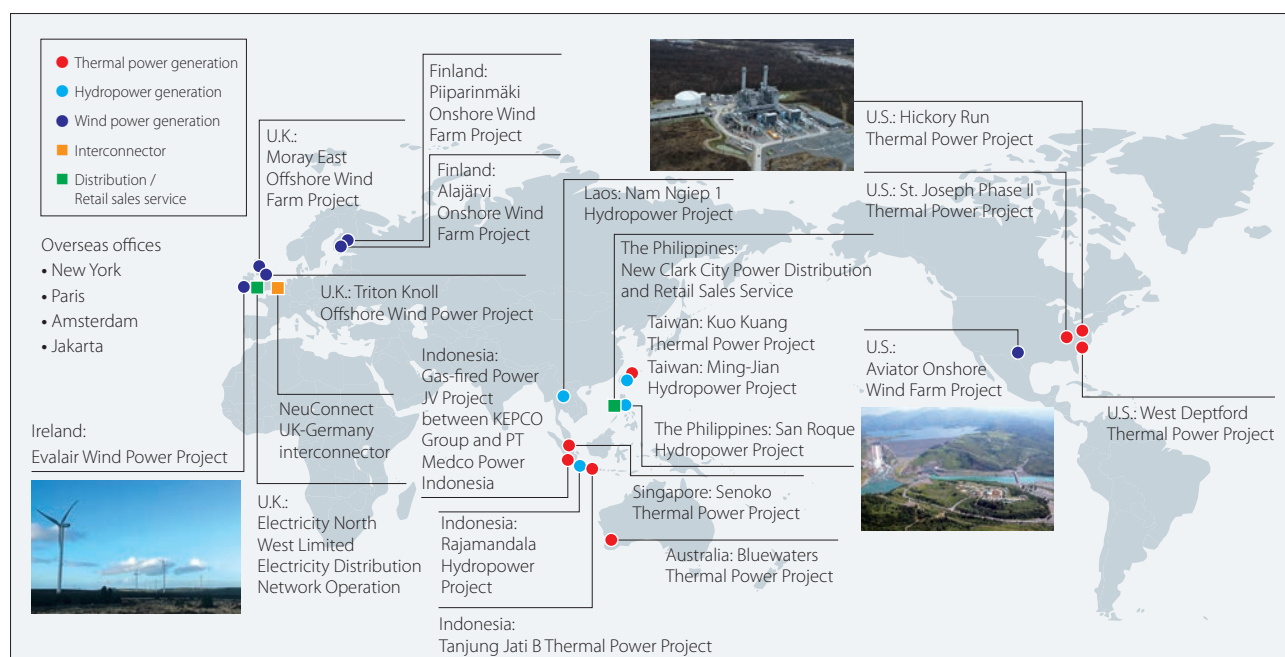 Thermal power generation
Hydropower generation
Wind power generation
Interconnector
Distribution /
Retail sales service
Overseas offices
• New York
• Paris
• Amsterdam
• Jakarta
U.K.:
Moray East
Offshore Wind
Farm Project
Finland:
Piiparinmäki
Onshore Wind
Farm Project
Finland:
Alajärvi
Onshore Wind
Farm Project
U.K.: Triton Knoll
Offshore Wind Power Project
Laos: Nam Ngiep 1
Hydropower Project
The Philippines:
New Clark City Power Distribution
and Retail Sales Service
Taiwan: Kuo Kuang
Thermal Power Project
Taiwan: Ming-Jian
Hydropower Project
U.S.: Hickory Run
Thermal Power Project
U.S.: St. Joseph Phase II
Thermal Power Project
U.S.:
Aviator Onshore
Wind Farm Project
U.S.: West Deptford
Thermal Power Project
Ireland:
Evalair Wind Power Project
NeuConnect
UK-Germany
interconnector
Indonesia:
Gas-fired Power
JV Project
between KEPCO
Group and PT
Medco Power
Indonesia
The Philippines: San Roque
Hydropower Project
Singapore: Senoko
Thermal Power Project
U.K.:
Electricity North
West Limited
Electricity Distribution
Network Operation
Indonesia:
Rajamandala
Hydropower
Project
Australia: Bluewaters
Thermal Power Project
Indonesia:
Tanjung Jati B Thermal Power Project